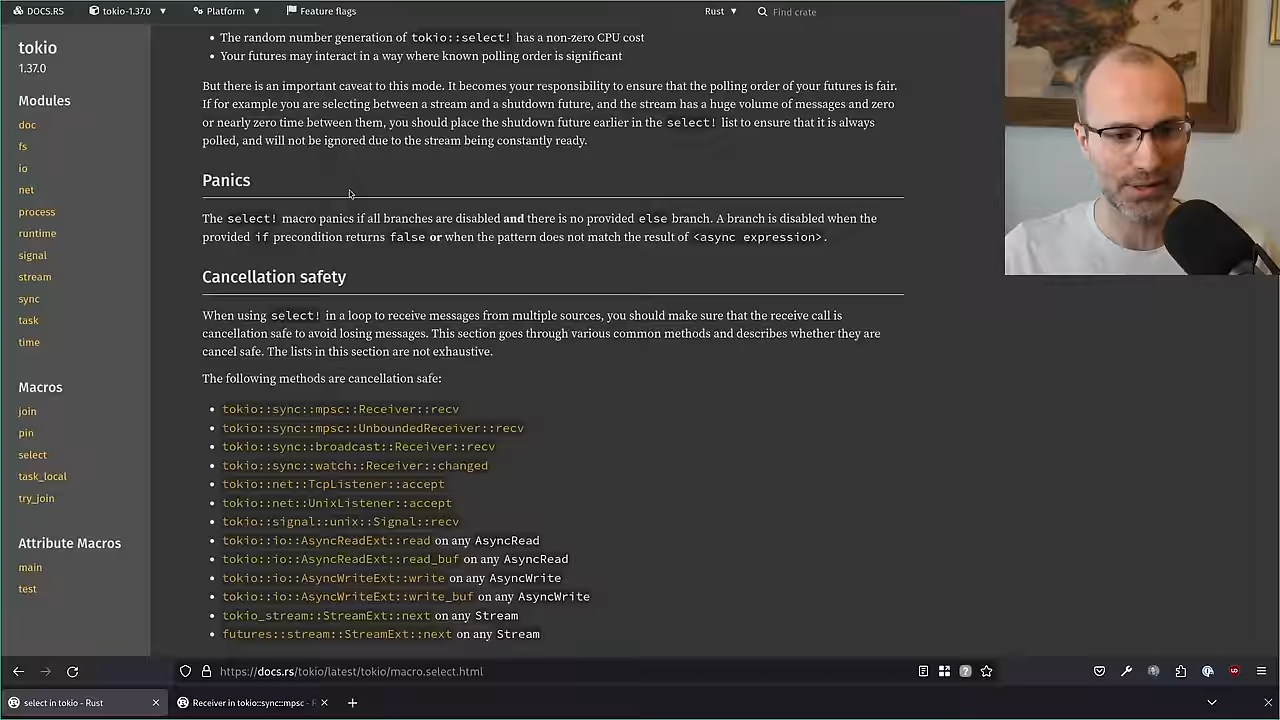 DOCS.RS tokio-1.37.0 Platform Feature flags Rust Find crate
tokio
1.37.0
Modules
doc
fs
io
net
process
runtime
signal
stream
sync
task
time
Macros
join
pin
select
task_local
try_join
Attribute Macros
main
test
The random number generation of tokio::select! has a non-zero CPU cost
Your futures may interact in a way where known polling order is significant
But there is an important caveat to this mode. It becomes your responsibility to ensure that the polling order of your futures is fair.
If for example you are selecting between a stream and a shutdown future, and the stream has a huge volume of messages and zero
or nearly zero time between them, you should place the shutdown future earlier in the select! list to ensure that it is always
polled, and will not be ignored due to the stream being constantly ready.
Panics
The select! macro panics if all branches are disabled and there is no provided else branch. A branch is disabled when the
provided if precondition returns false or when the pattern does not match the result of <async expression>.
Cancellation safety
When using select! in a loop to receive messages from multiple sources, you should make sure that the receive call is
cancellation safe to avoid losing messages. This section goes through various common methods and describes whether they are
cancel safe. The lists in this section are not exhaustive.
The following methods are cancellation safe:
tokio::sync::mpsc::Receiver::recv
tokio::sync::mpsc::UnboundedReceiver::recv
tokio::sync::broadcast::Receiver::recv
tokio::sync::watch::Receiver::changed
tokio::net::TcpListener::accept
tokio::net::UnixListener::accept
tokio::signal::unix::Signal::recv
tokio::io::AsyncReadExt::read on any AsyncRead
tokio::io::AsyncReadExt::read_buf on any AsyncRead
tokio::io::AsyncWriteExt::write on any AsyncWrite
tokio::io::AsyncWriteExt::write_buf on any AsyncWrite
tokio_stream::StreamExt::next on any Stream
futures::stream::StreamExt::next on any Stream
https://docs.rs/tokio/latest/tokio/macro.select.html
select in tokio - Rust
Receiver in tokio::sync::mpsc - F